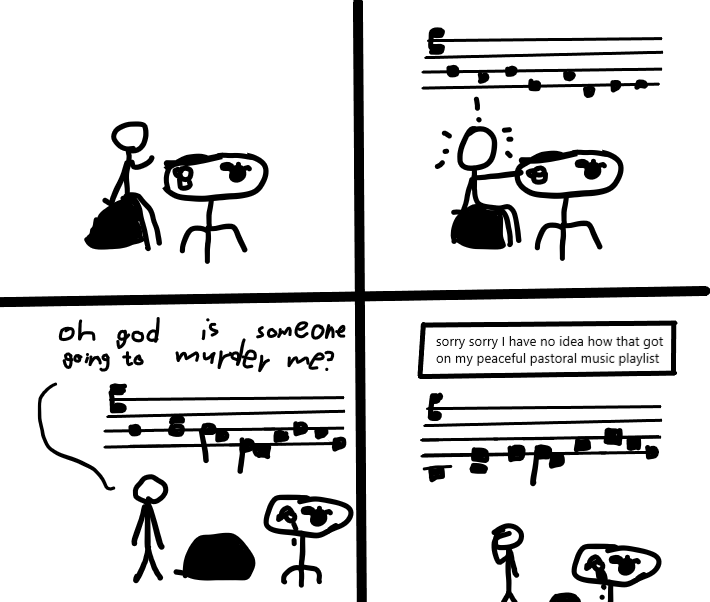 oh god is someone
going to murder me?
sorry sorry I have no idea how that got
on my peaceful pastoral music playlist